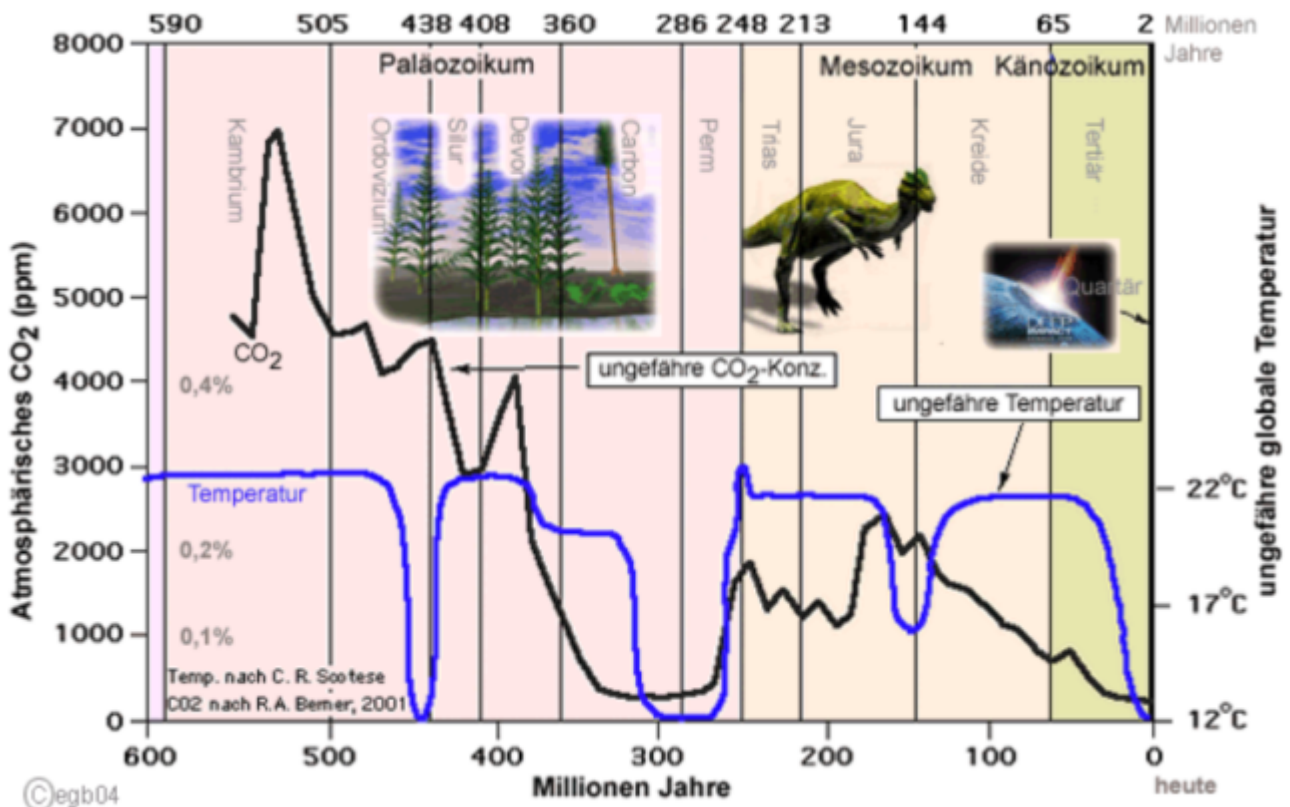 590 505 438 408 360 286 248 213 144 65 2 Millionen
Jahre
8000
7000
6000
5000
4000
3000
2000
1000
0
Atmosphärisches CO2 (ppm)
Paläozoikum
Mesozoikum
Känozoikum
Kambrium
Ordovizium
Silur
Devon
Carbon
Perm
Trias
Jura
Kreide
Tertiär
Quartär
DEEP
IMPACT
CO2
ungefähre CO2-Konz.
ungefähre Temperatur
0,4%
Temperatur
0,2%
0,1%
Temp. nach C. R. Scotese
CO2 nach R.A. Berner, 2001
22°C
17°C
12°C
ungefähre globale Temperatur
600 500 400 300 200 100 0
Millionen Jahre
heute
©egb04